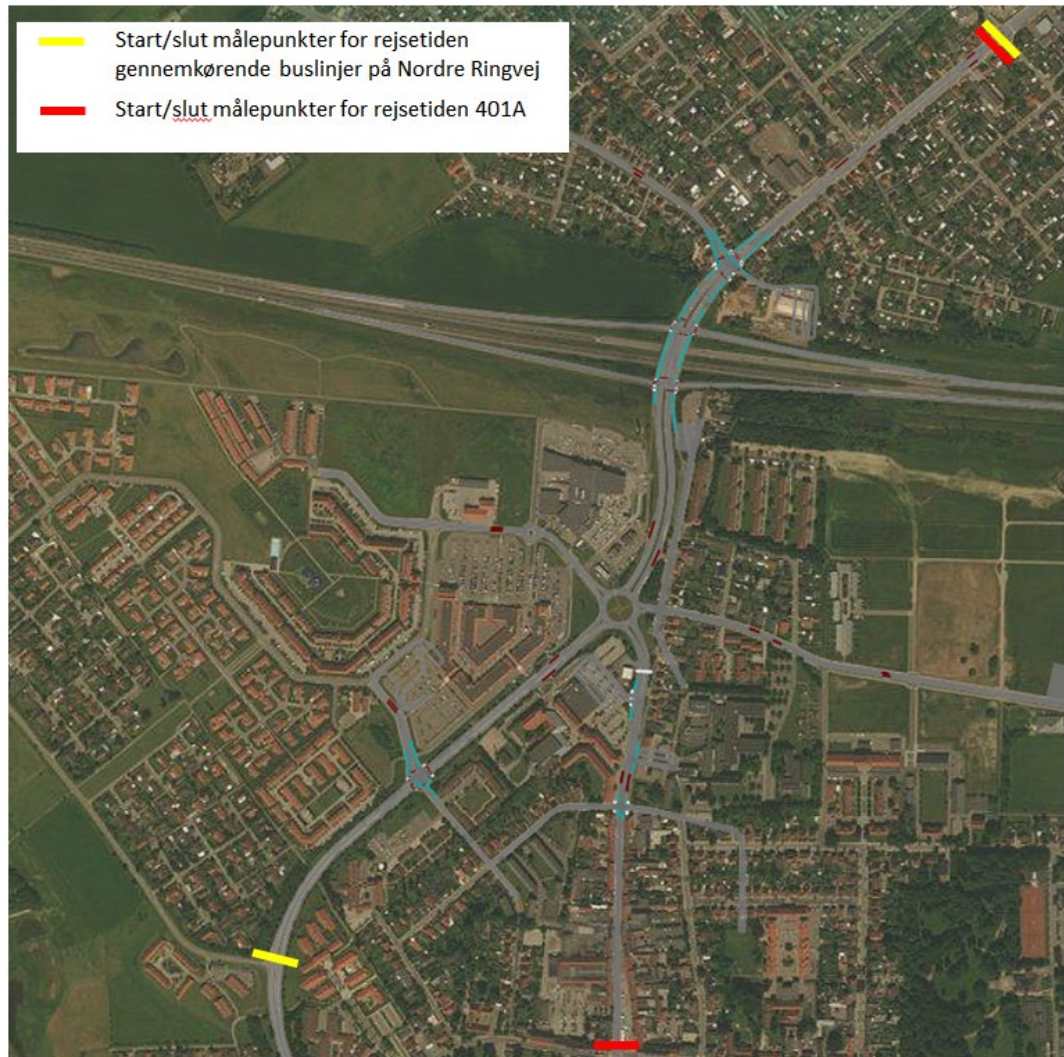 Start/slut målepunkter for rejsetiden
gennemkørende buslinjer på Nordre Ringvej
Start/slut målepunkter for rejsetiden 401A